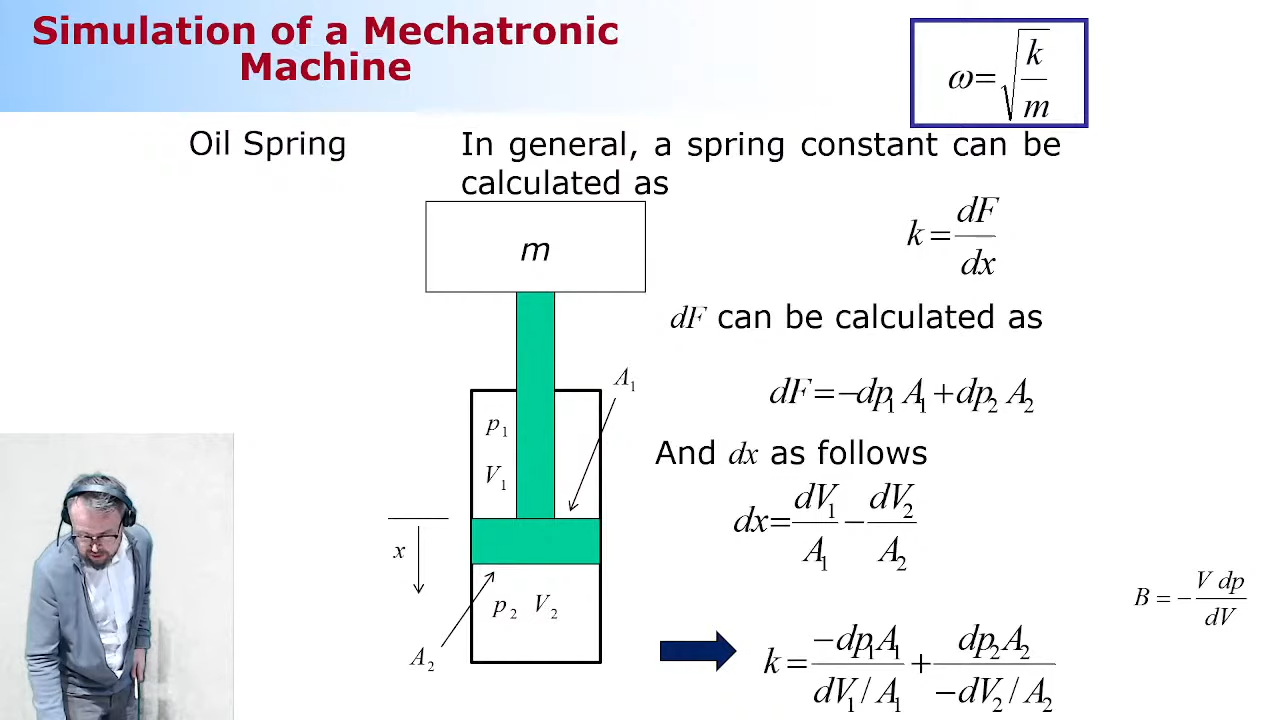 Simulation of a Mechatronic
Machine
ω=√(k/m)
Oil Spring
In general, a spring constant can be
calculated as
k=dF/dx
m
dF can be calculated as
A₁
dF=−dp₁A₁+dp₂A₂
p₁
And dx as follows
V₁
dx=dV₁/A₁−dV₂/A₂
x
p₂ V₂
B=−V dp/dV
A₂
k=−dp₁A₁/(dV₁/A₁)+dp₂A₂/(−dV₂/A₂)